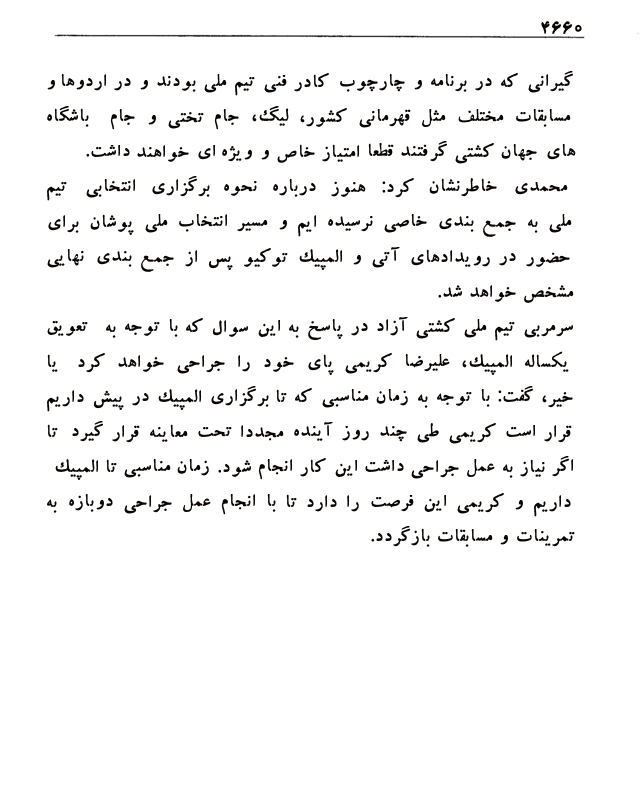 ۴۶۶۰
گیرانی که در برنامه و چارچوب کادر فنی تیم ملی بودند و در اردوها و
مسابقات مختلف مثل قهرمانی کشور، لیگ، جام تختی و جام باشگاه
های جهان کشتی گرفتند قطعا امتیاز خاص و ویژه ای خواهند داشت.
محمدی خاطرنشان کرد: هنوز درباره نحوه برگزاری انتخابی تیم
ملی به جمع بندی خاصی نرسیده ایم و مسیر انتخاب ملی پوشان برای
حضور در رویدادهای آتی و المپیک توکیو پس از جمع بندی نهایی
مشخص خواهد شد.
سرمربی تیم ملی کشتی آزاد در پاسخ به این سوال که با توجه به تعویق
یکساله المپیک، علیرضا کریمی پای خود را جراحی خواهد کرد یا
خیر، گفت: با توجه به زمان مناسبی که تا برگزاری المپیک در پیش داریم
قرار است کریمی طی چند روز آینده مجددا تحت معاینه قرار گیرد تا
اگر نیاز به عمل جراحی داشت این کار انجام شود. زمان مناسبی تا المپیک
داریم و کریمی این فرصت را دارد تا با انجام عمل جراحی دوبازه به
تمرینات و مسابقات بازگردد.